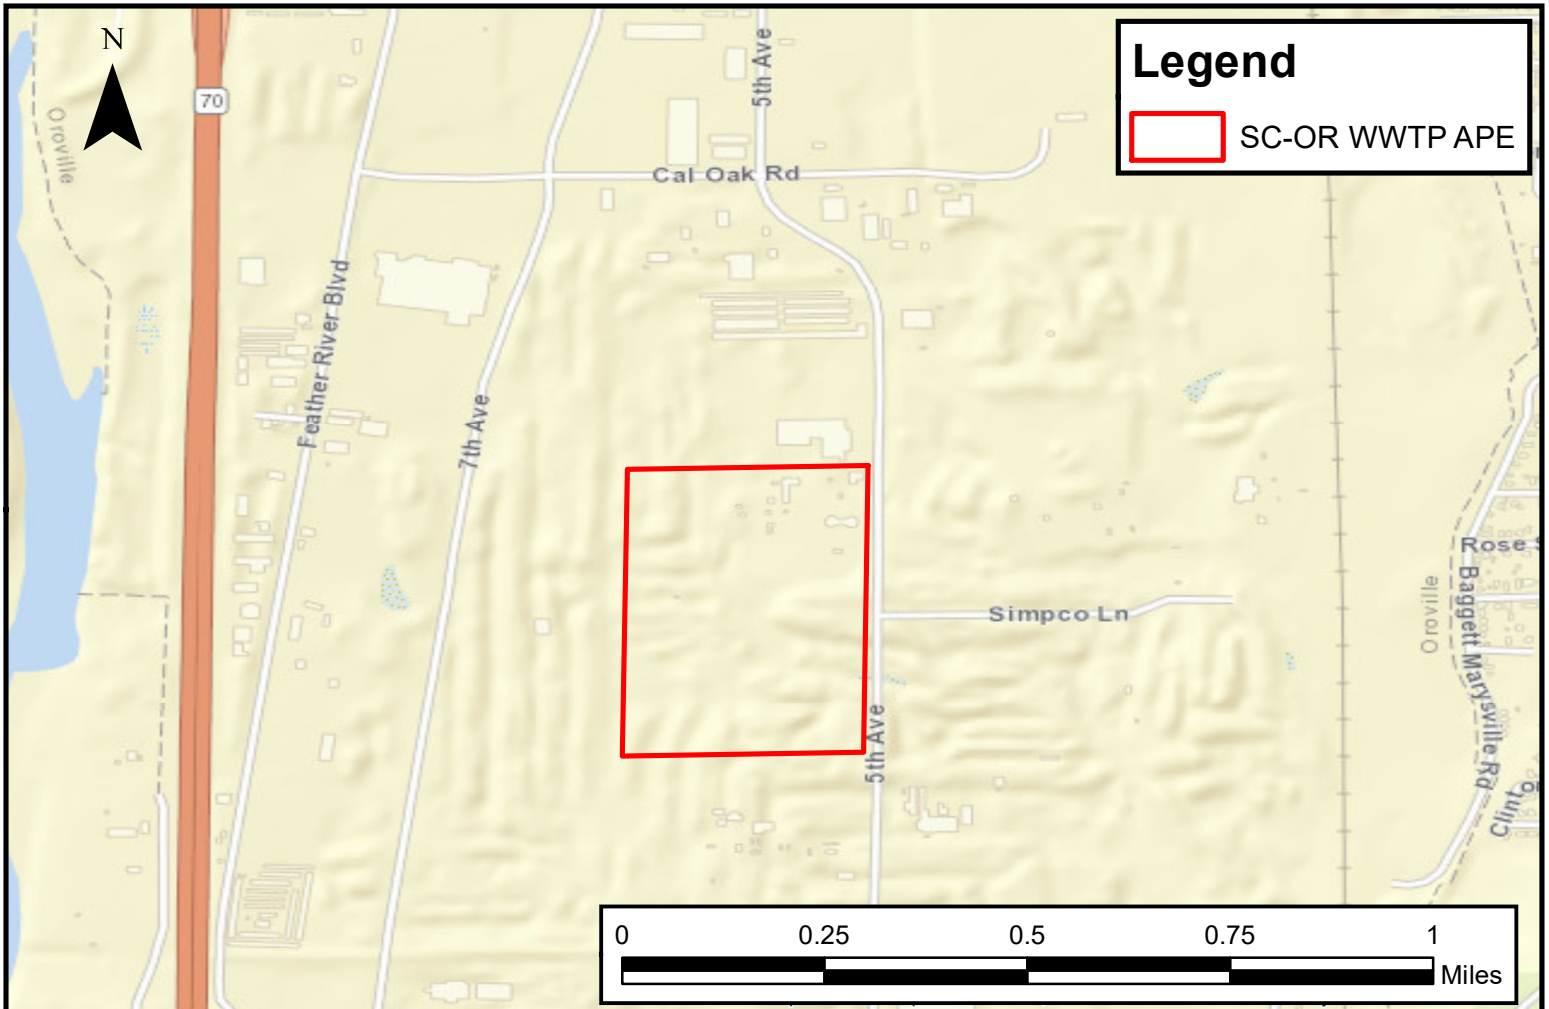 N
Legend
SC-OR WWTP APE
70
Oroville
5th Ave
Cal Oak Rd
Feather River Blvd
7th Ave
Rose
Simpco Ln
Oroville
Baggett Marysville Rd
5th Ave
Clint
0 0.25 0.5 0.75 1
Miles